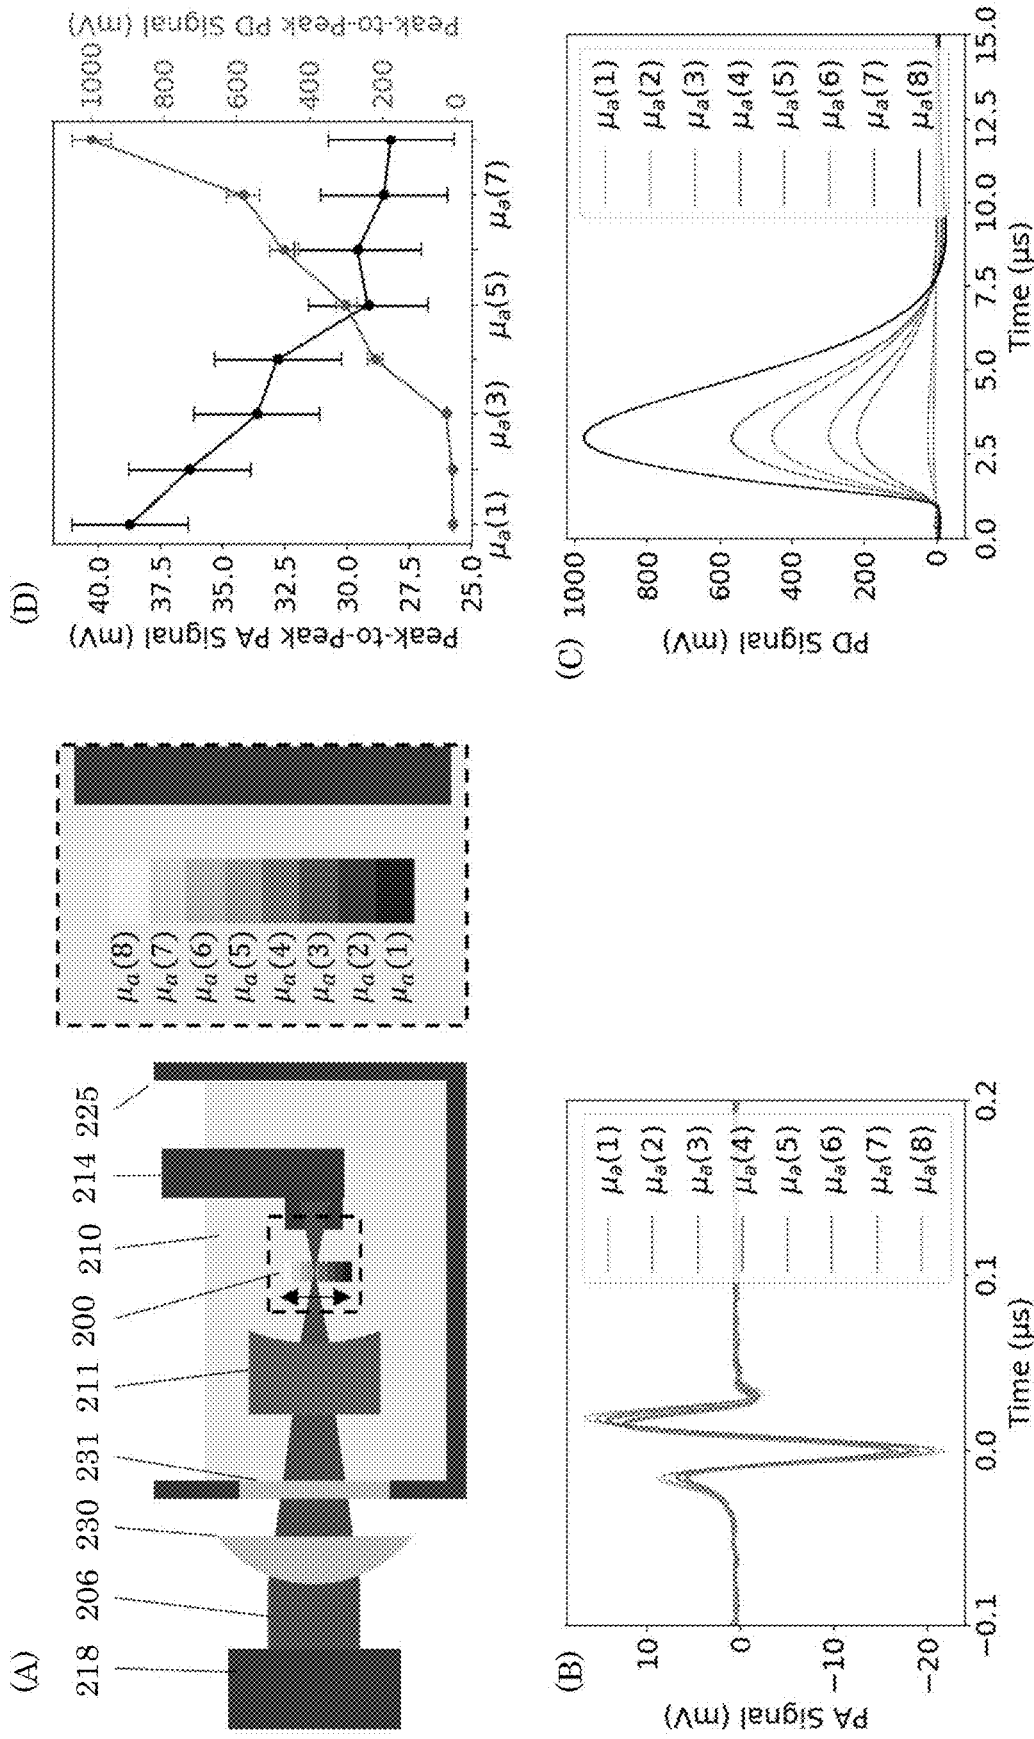 (A)
218
206
230
231
211
200
210
214
225
μa(8)
μa(7)
μa(6)
μa(5)
μa(4)
μa(3)
μa(2)
μa(1)
(B)
PA Signal (mV)
10
0
−10
−20
−0.1
0.0
0.1
0.2
Time (μs)
μa(1)
μa(2)
μa(3)
μa(4)
μa(5)
μa(6)
μa(7)
μa(8)
(C)
PD Signal (mV)
1000
800
600
400
200
0
0.0
2.5
5.0
7.5
10.0
12.5
15.0
Time (μs)
μa(1)
μa(2)
μa(3)
μa(4)
μa(5)
μa(6)
μa(7)
μa(8)
(D)
Peak-to-Peak PA Signal (mV)
40.0
37.5
35.0
32.5
30.0
27.5
25.0
μa(1)
μa(3)
μa(5)
μa(7)
1000
800
600
400
200
0
Peak-to-Peak PD Signal (mV)